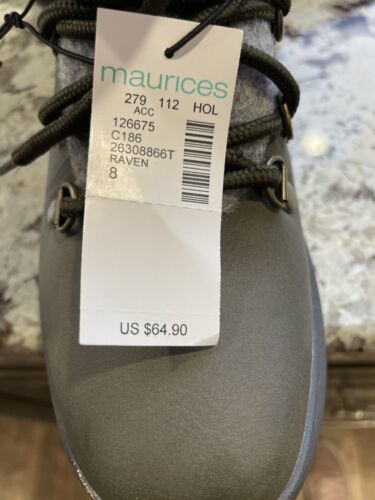 maurices
279 112 HOL
ACC
126675
C186
26308866T
RAVEN
8
US $64.90